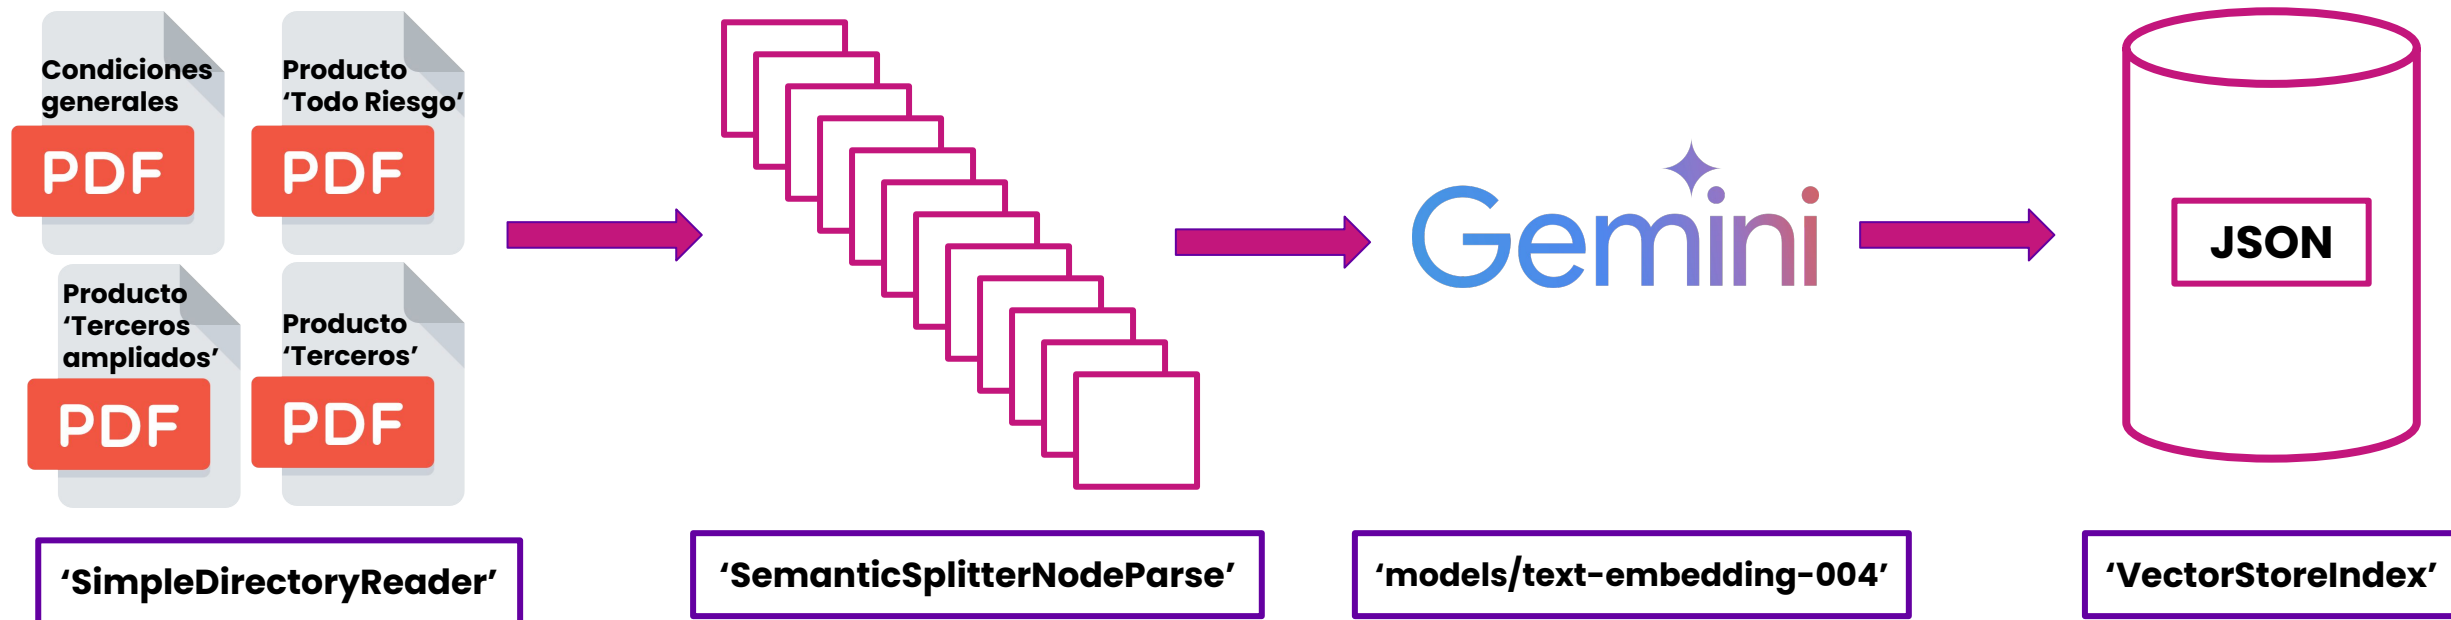 Condiciones
generales
PDF
Producto
‘Todo Riesgo’
PDF
Producto
‘Terceros
ampliados’
PDF
Producto
‘Terceros’
PDF
‘SimpleDirectoryReader’
‘SemanticSplitterNodeParse’
Gemini
‘models/text-embedding-004’
JSON
‘VectorStoreIndex’